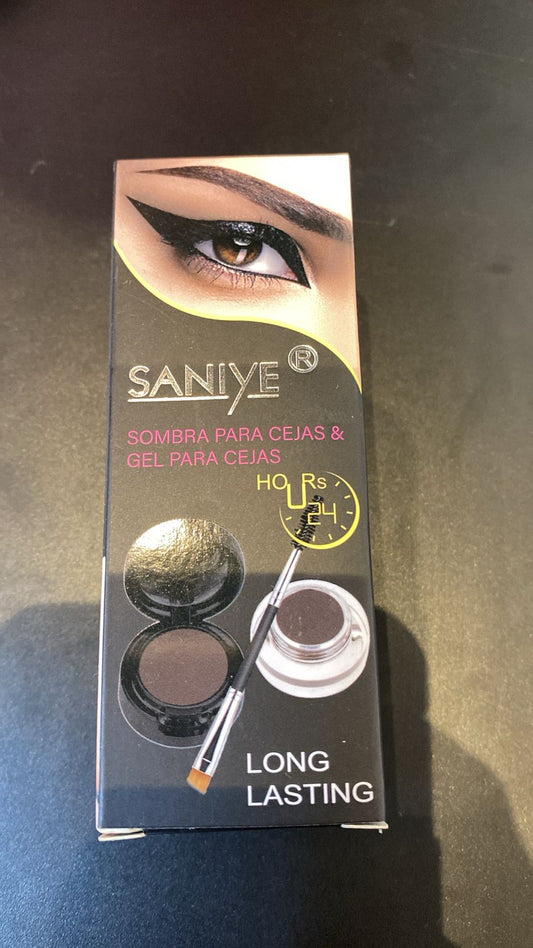 SANIYE ®
SOMBRA PARA CEJAS &
GEL PARA CEJAS
HOURs
24
LONG
LASTING